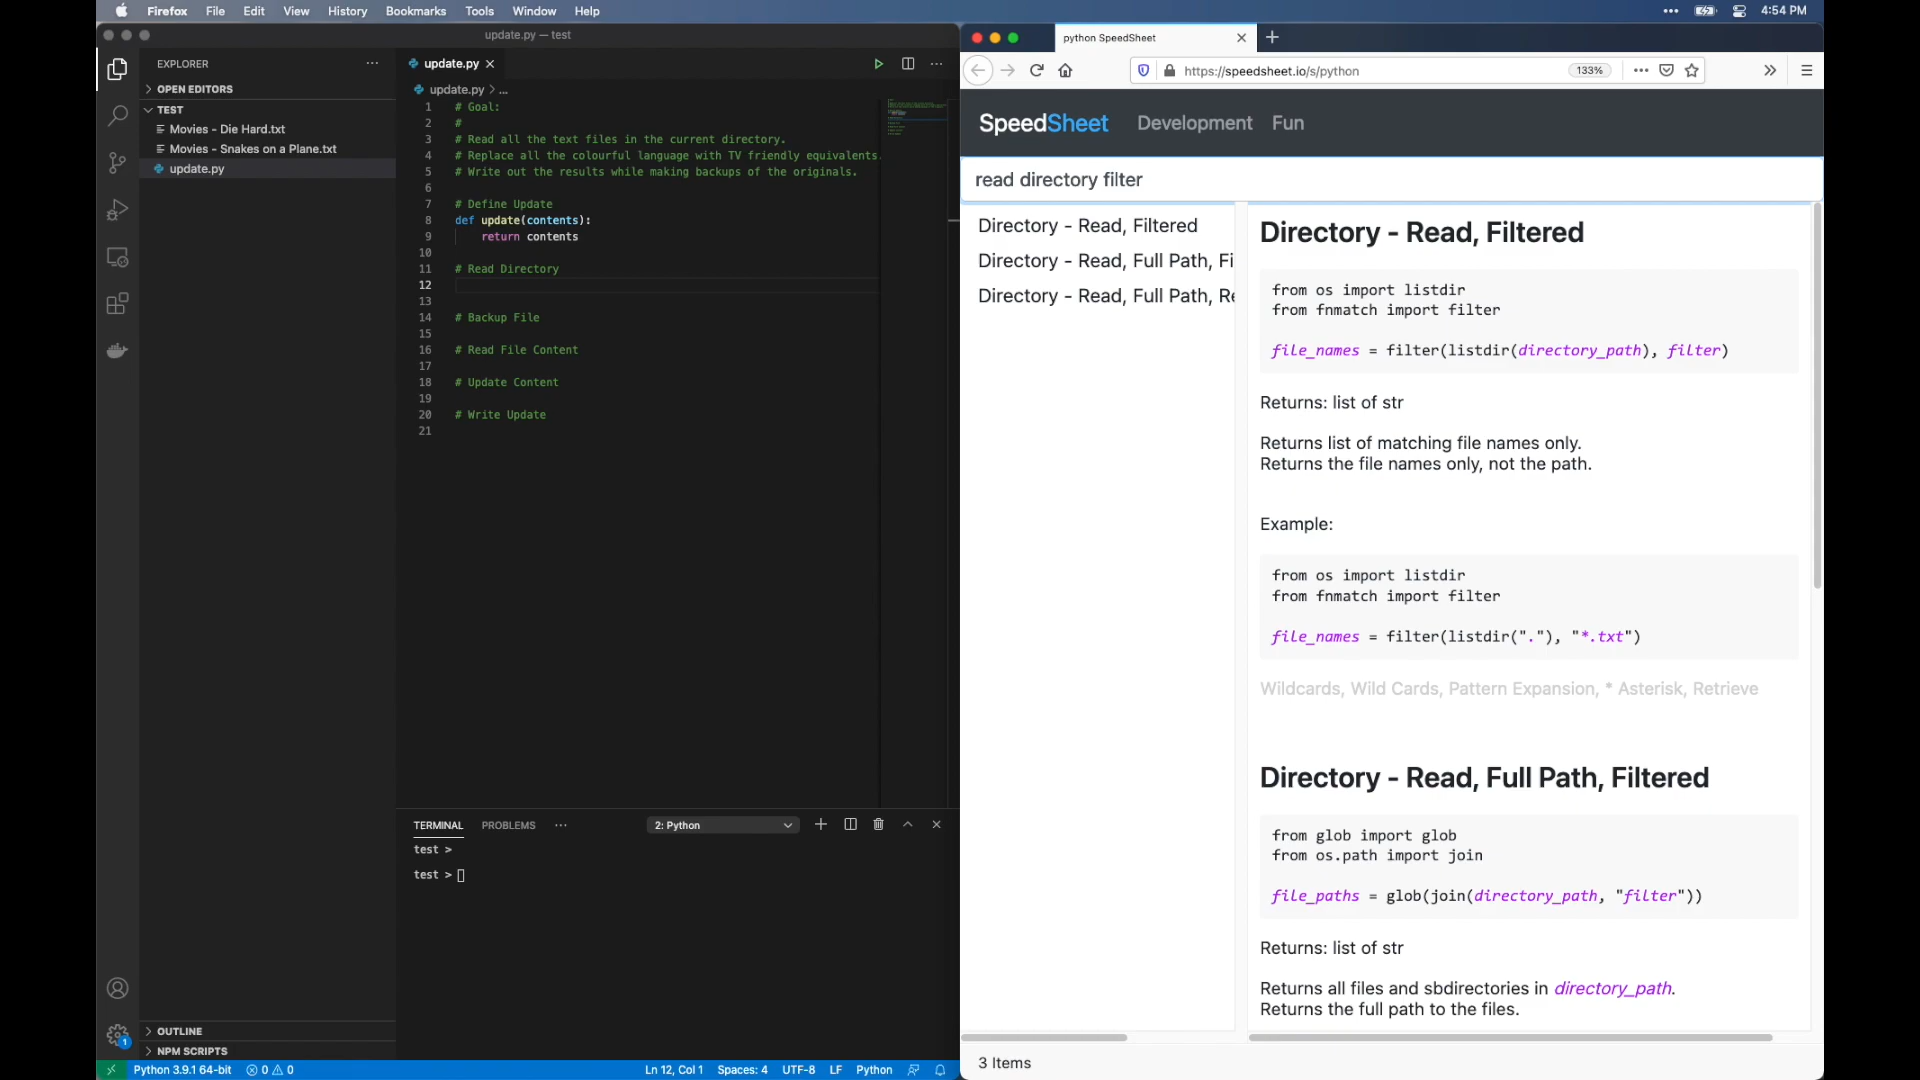 Firefox File Edit View History Bookmarks Tools Window Help
4:54 PM
update.py — test
EXPLORER
OPEN EDITORS
TEST
Movies - Die Hard.txt
Movies - Snakes on a Plane.txt
update.py
OUTLINE
NPM SCRIPTS
update.py
update.py > ...
1 # Goal:
2 #
3 # Read all the text files in the current directory.
4 # Replace all the colourful language with TV friendly equivalents.
5 # Write out the results while making backups of the originals.
6
7 # Define Update
8 def update(contents):
9 return contents
10
11 # Read Directory
12
13
14 # Backup File
15
16 # Read File Content
17
18 # Update Content
19
20 # Write Update
21
TERMINAL PROBLEMS
2: Python
test >
test >
1
Python 3.9.1 64-bit 0 0 Ln 12, Col 1 Spaces: 4 UTF-8 LF Python
python SpeedSheet
https://speedsheet.io/s/python 133%
SpeedSheet Development Fun
read directory filter
Directory - Read, Filtered
Directory - Read, Full Path, Fi
Directory - Read, Full Path, Re
Directory - Read, Filtered
from os import listdir
from fnmatch import filter
file_names = filter(listdir(directory_path), filter)
Returns: list of str
Returns list of matching file names only.
Returns the file names only, not the path.
Example:
from os import listdir
from fnmatch import filter
file_names = filter(listdir("."), "*.txt")
Wildcards, Wild Cards, Pattern Expansion, * Asterisk, Retrieve
Directory - Read, Full Path, Filtered
from glob import glob
from os.path import join
file_paths = glob(join(directory_path, "filter"))
Returns: list of str
Returns all files and sbdirectories in directory_path.
Returns the full path to the files.
3 Items